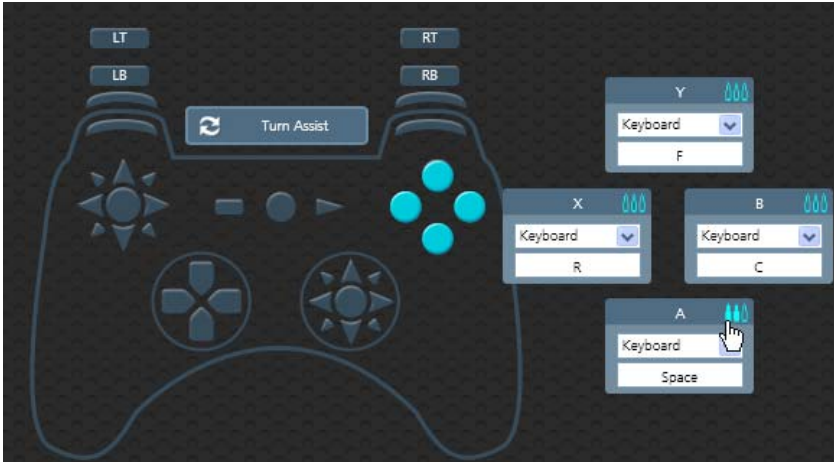 LT
RT
LB
RB
Turn Assist
Y
Keyboard
F
X
Keyboard
R
B
Keyboard
C
A
Keyboard
Space